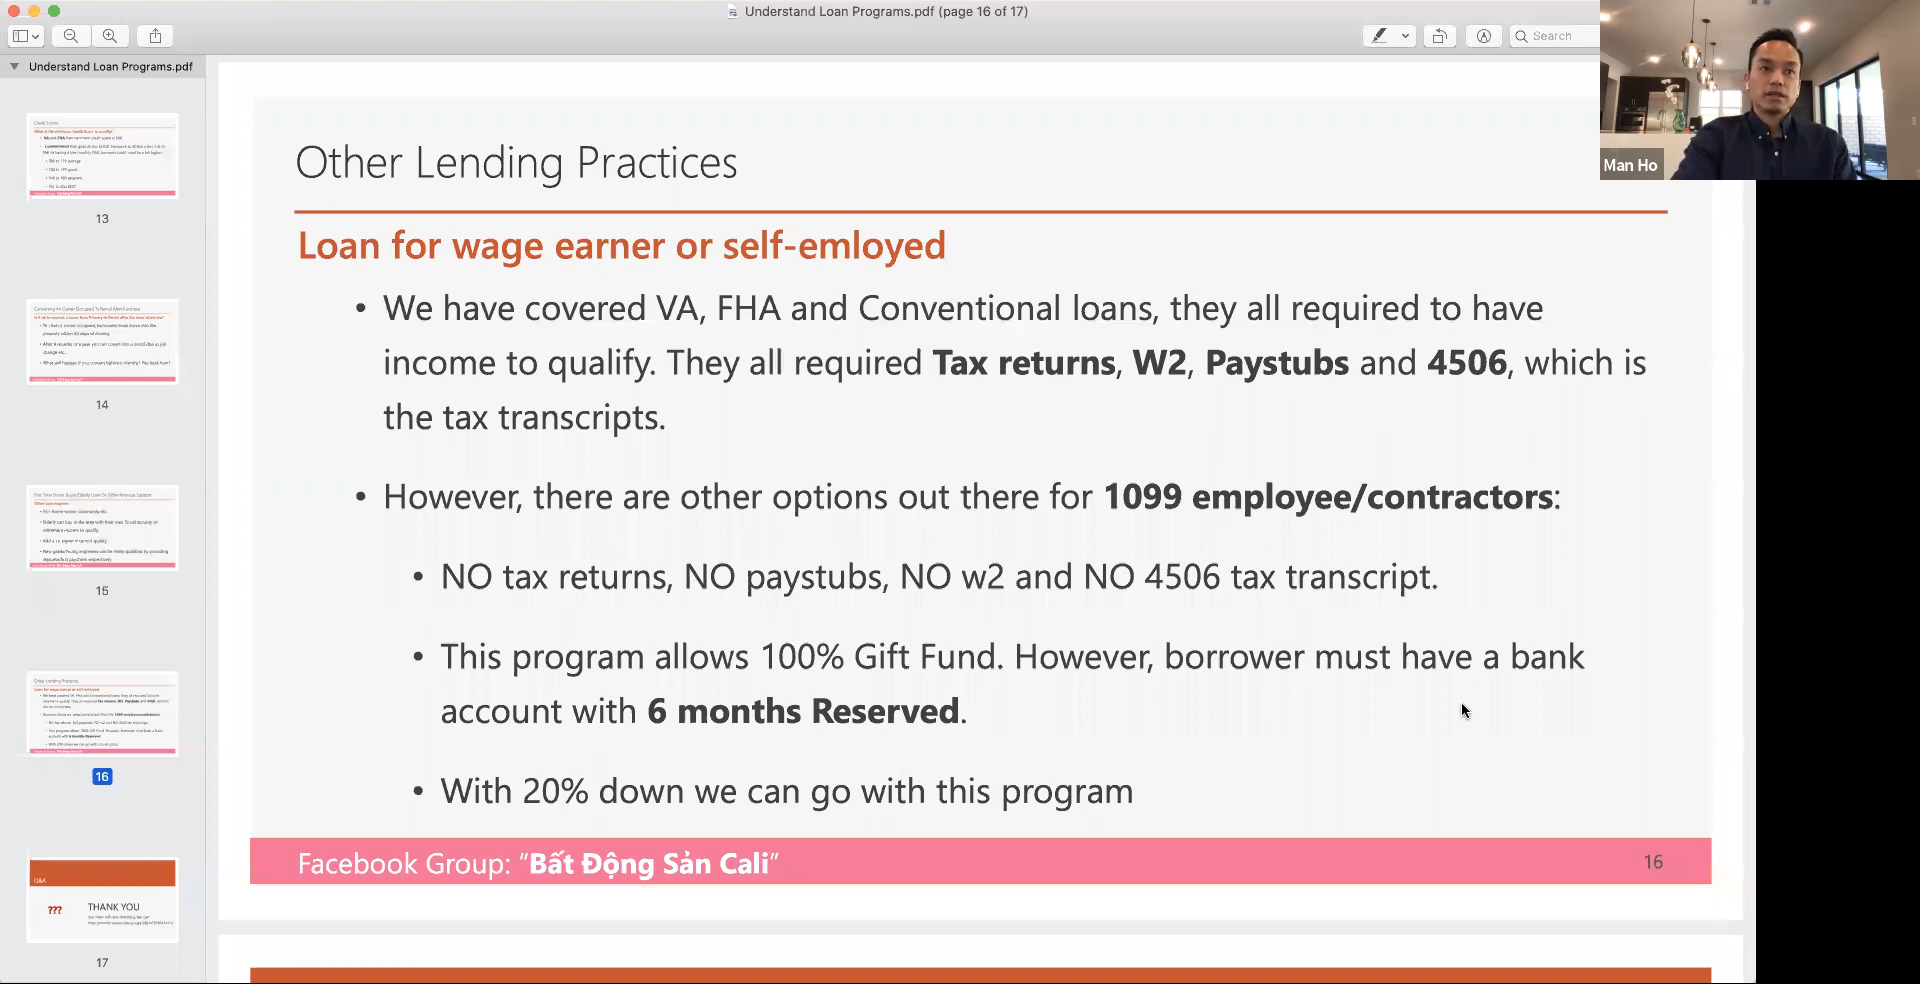 Understand Loan Programs.pdf (page 16 of 17)
Search
Understand Loan Programs.pdf
Man Ho
13
14
15
16
???
THANK YOU
Q&A
17
Other Lending Practices
Loan for wage earner or self-emloyed
• We have covered VA, FHA and Conventional loans, they all required to have
income to qualify. They all required Tax returns, W2, Paystubs and 4506, which is
the tax transcripts.
• However, there are other options out there for 1099 employee/contractors:
• NO tax returns, NO paystubs, NO w2 and NO 4506 tax transcript.
• This program allows 100% Gift Fund. However, borrower must have a bank
account with 6 months Reserved.
• With 20% down we can go with this program
Facebook Group: “Bất Động Sản Cali”
16